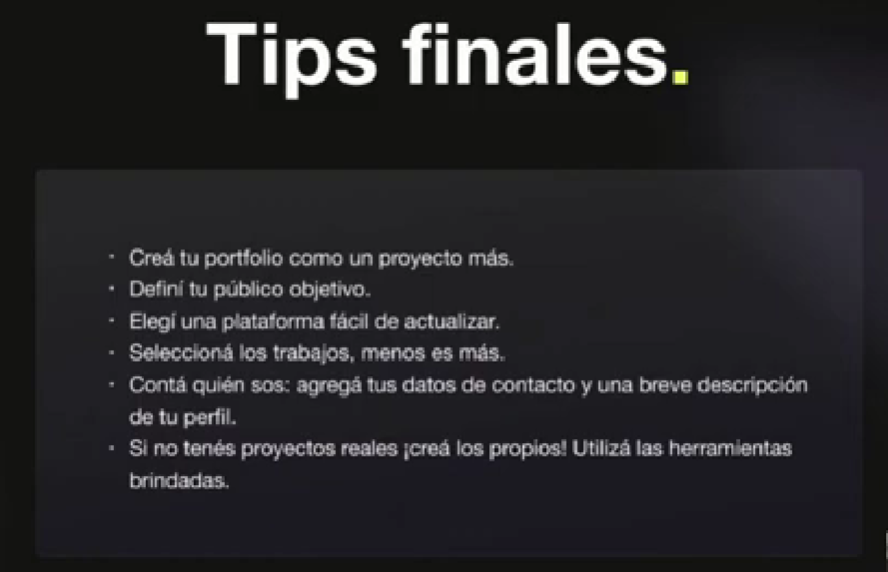 Tips finales.
· Creá tu portfolio como un proyecto más.
· Definí tu público objetivo.
· Elegí una plataforma fácil de actualizar.
· Seleccioná los trabajos, menos es más.
· Contá quién sos: agregá tus datos de contacto y una breve descripción
de tu perfil.
· Si no tenés proyectos reales ¡creá los propios! Utilizá las herramientas
brindadas.